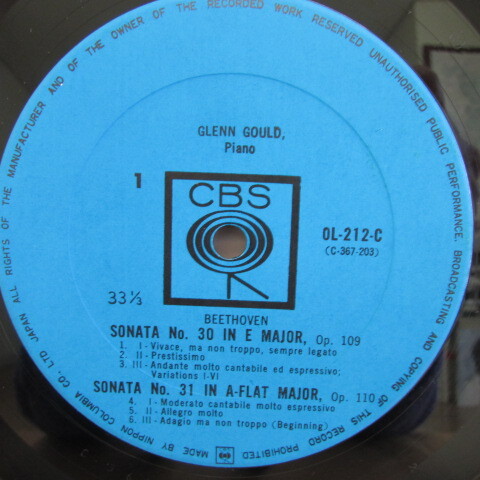 MADE BY NIPPON COLUMBIA CO. LTD JAPAN ALL RIGHTS OF THE MANUFACTURER AND OF THE OWNER OF THE RECORDED WORK RESERVED UNAUTHORISED PUBLIC PERFORMANCE, BROADCASTING AND COPYING OF THIS RECORD PROHIBITED
GLENN GOULD,
Piano
1
CBS
OL-212-C
(C-367-203)
33⅓
BEETHOVEN
SONATA No. 30 IN E MAJOR, Op. 109
1. I-Vivace, ma non troppo, sempre legato
2. II-Prestissimo
3. III-Andante molto cantabile ed espressivo;
Variations I-VI
SONATA No. 31 IN A-FLAT MAJOR, Op. 110
4. I-Moderato cantabile molto espressivo
5. II-Allegro molto
6. III-Adagio ma non troppo (Beginning)